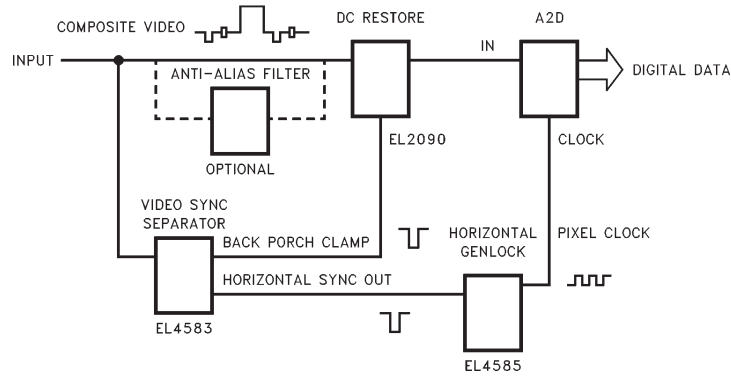 COMPOSITE VIDEO
DC RESTORE
A2D
INPUT
IN
ANTI-ALIAS FILTER
DIGITAL DATA
EL2090
CLOCK
OPTIONAL
VIDEO SYNC
SEPARATOR
BACK PORCH CLAMP
HORIZONTAL
GENLOCK
PIXEL CLOCK
HORIZONTAL SYNC OUT
EL4583
EL4585